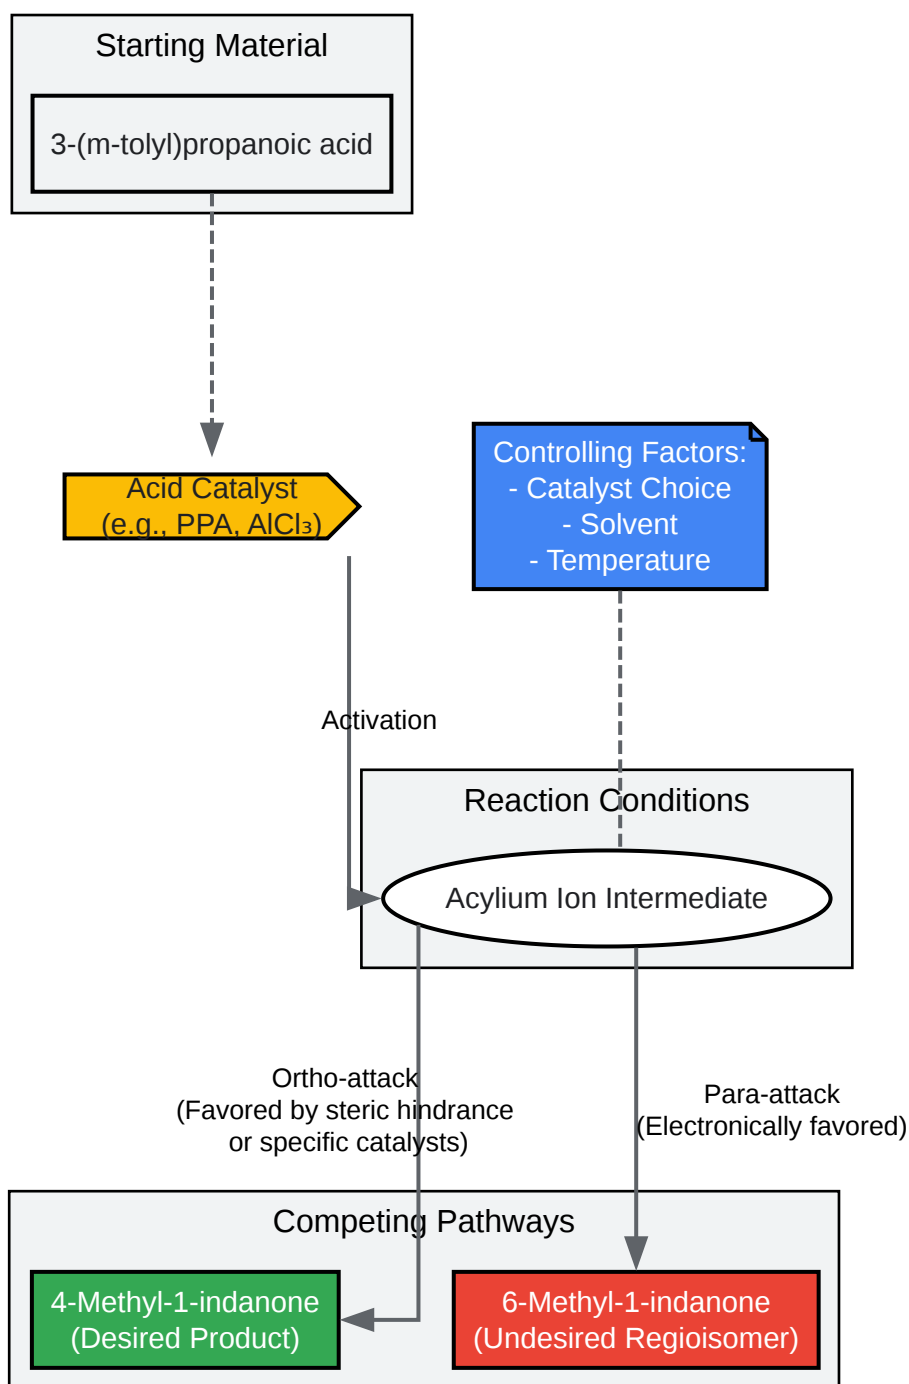 Starting Material
3-(m-tolyl)propanoic acid
Acid Catalyst
(e.g., PPA, AlCl₃)
Controlling Factors:
- Catalyst Choice
- Solvent
- Temperature
Activation
Reaction Conditions
Acylium Ion Intermediate
Ortho-attack
(Favored by steric hindrance
or specific catalysts)
Para-attack
(Electronically favored)
Competing Pathways
4-Methyl-1-indanone
(Desired Product)
6-Methyl-1-indanone
(Undesired Regioisomer)